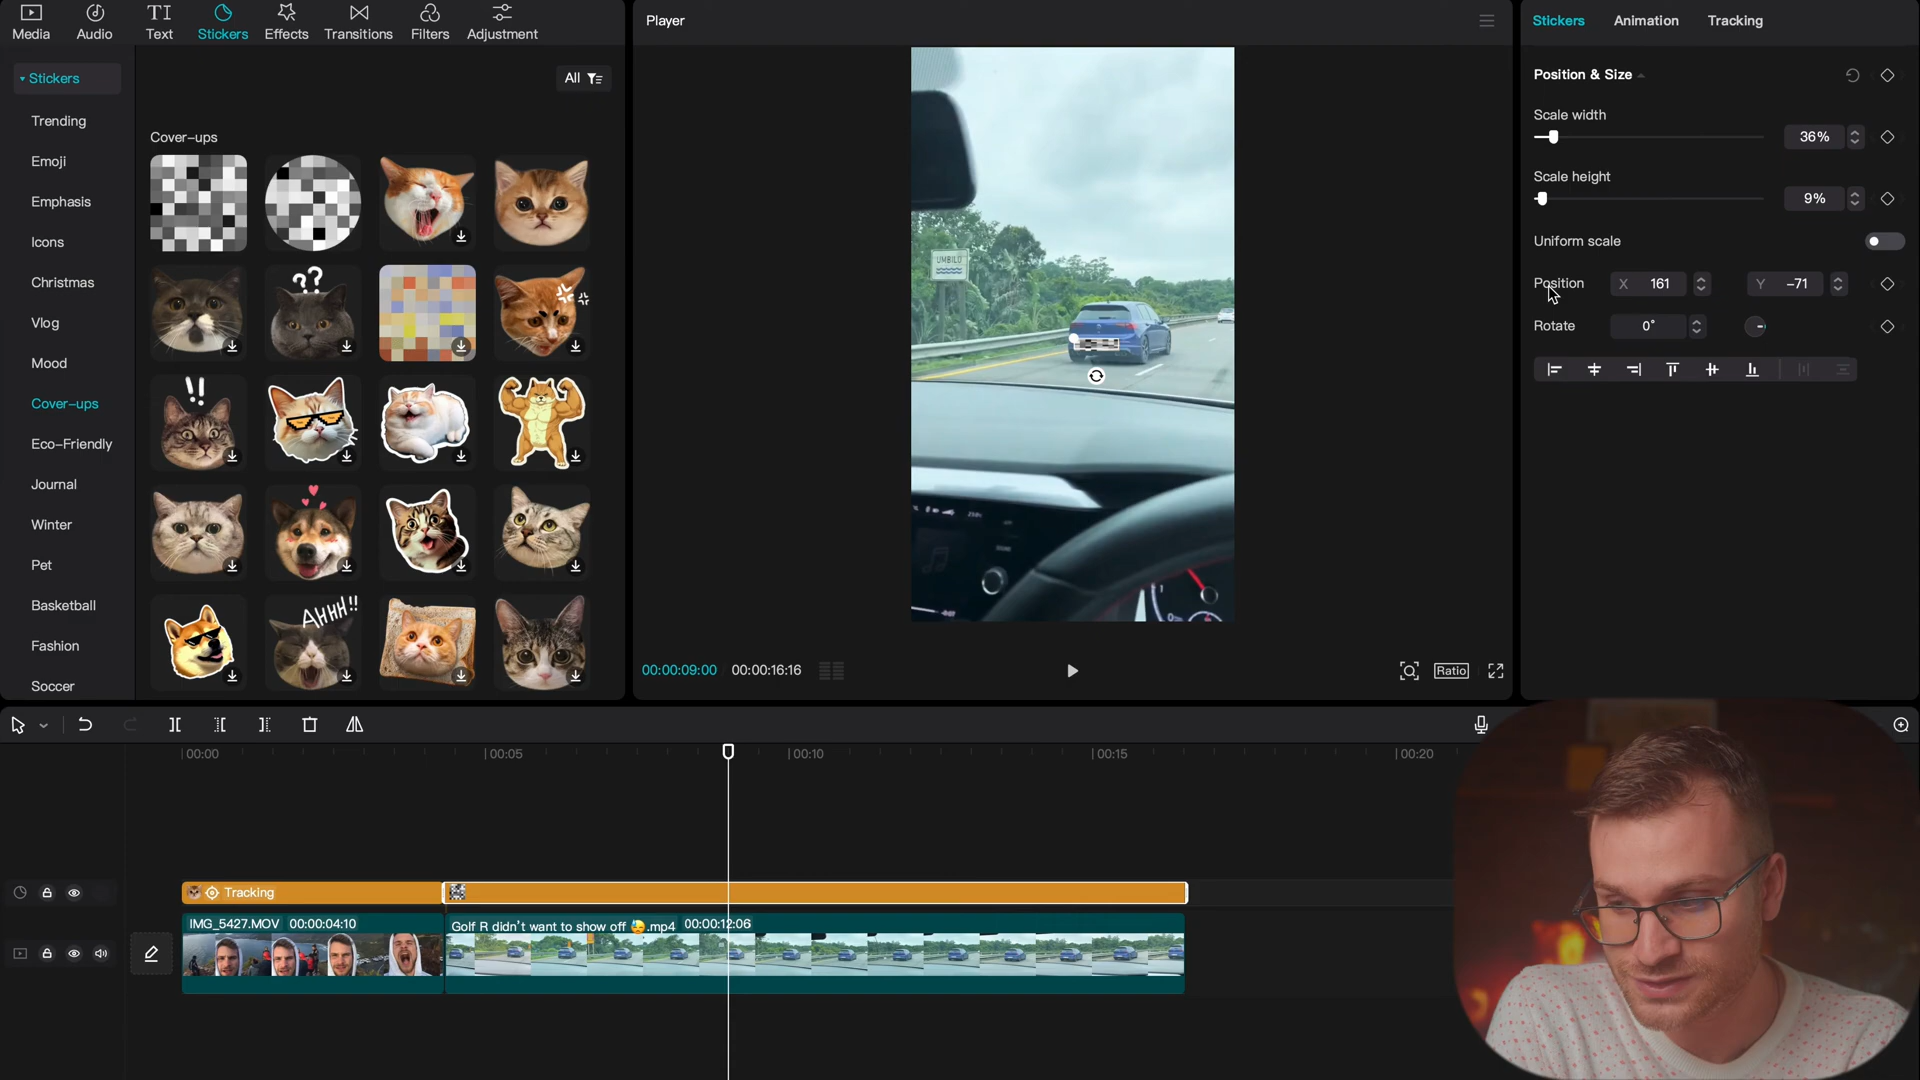 Media
Audio
Text
Stickers
Effects
Transitions
Filters
Adjustment
Stickers
Trending
Emoji
Emphasis
Icons
Christmas
Vlog
Mood
Cover-ups
Eco-Friendly
Journal
Winter
Pet
Basketball
Fashion
Soccer
All
Cover-ups
??
!!
AHHH!!
Player
UMBILO
SOUND
00:00:09:00
00:00:16:16
Ratio
Stickers
Animation
Tracking
Position & Size
Scale width
36%
Scale height
9%
Uniform scale
Position
X 161
Y -71
Rotate
0°
00:00
00:05
00:10
00:15
00:20
Tracking
IMG_5427.MOV 00:00:04:10
Golf R didn't want to show off 😓.mp4 00:00:12:06